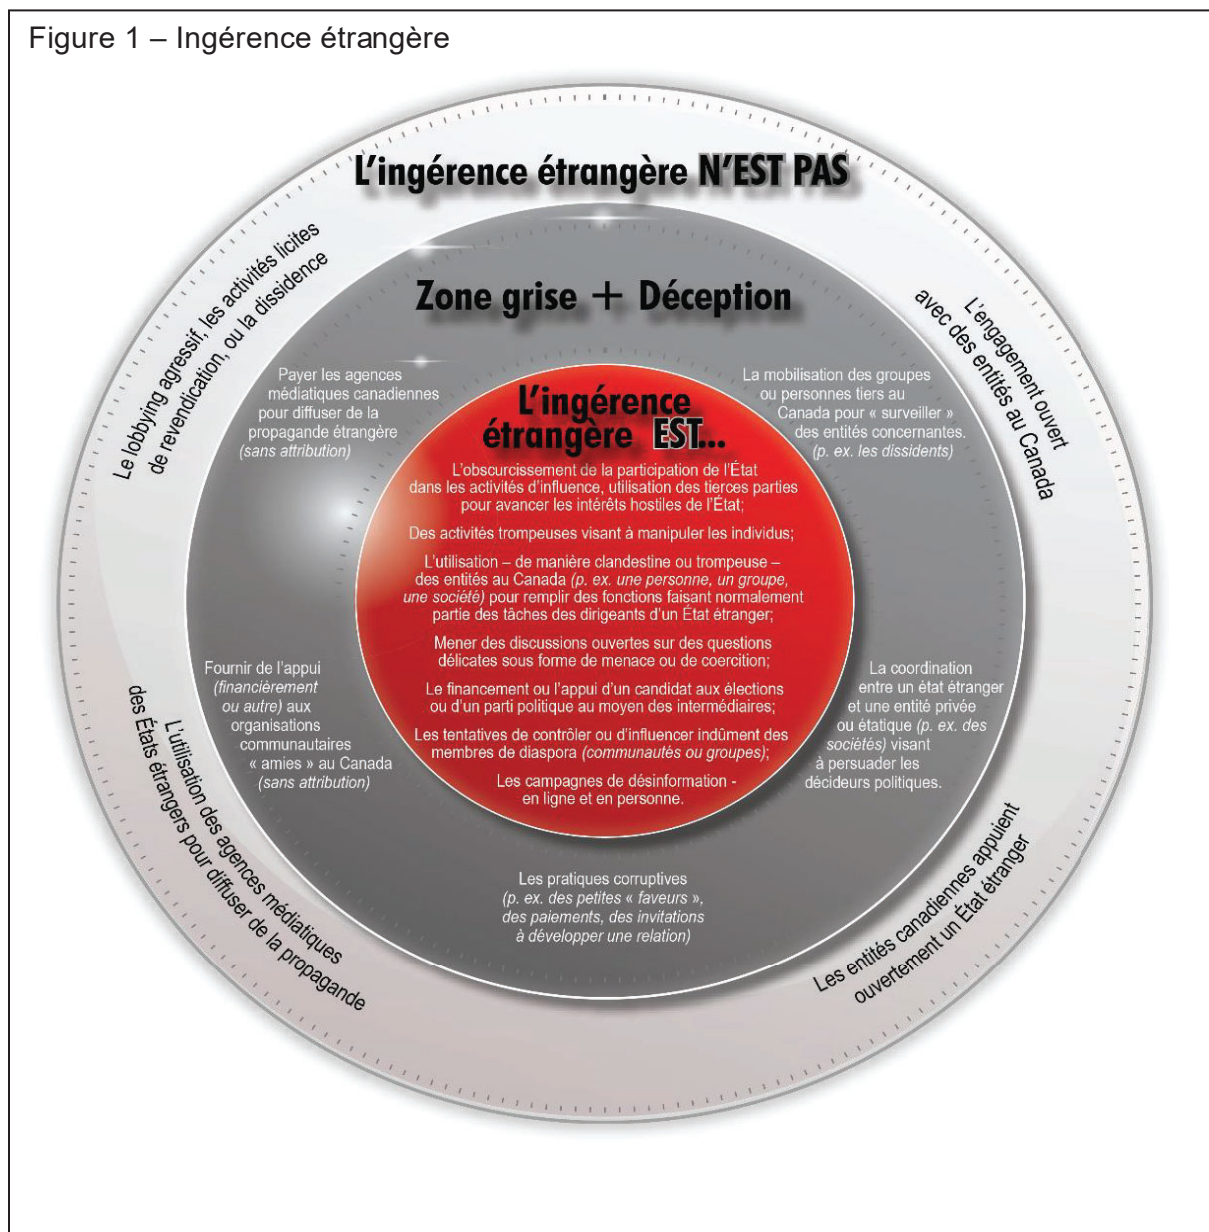 Figure 1 – Ingérence étrangère
L'ingérence étrangère N'EST PAS
Le lobbying agressif, les activités licites
de revendication, ou la dissidence
L'engagement ouvert
avec des entités au Canada
Zone grise + Déception
Payer les agences
médiatiques canadiennes
pour diffuser de la
propagande étrangère
(sans attribution)
La mobilisation des groupes
ou personnes tiers au
Canada pour « surveiller »
des entités concernantes.
(p. ex. les dissidents)
L'ingérence
étrangère EST...
L'obscurcissement de la participation de l'État
dans les activités d'influence, utilisation des tierces parties
pour avancer les intérêts hostiles de l'État;
Des activités trompeuses visant à manipuler les individus;
L'utilisation – de manière clandestine ou trompeuse –
des entités au Canada (p. ex. une personne, un groupe,
une société) pour remplir des fonctions faisant normalement
partie des tâches des dirigeants d'un État étranger;
Mener des discussions ouvertes sur des questions
délicates sous forme de menace ou de coercition;
Le financement ou l'appui d'un candidat aux élections
ou d'un parti politique au moyen des intermédiaires;
Les tentatives de contrôler ou d'influencer indûment des
membres de diaspora (communautés ou groupes);
Les campagnes de désinformation -
en ligne et en personne.
Fournir de l'appui
(financièrement
ou autre) aux
organisations
communautaires
« amies » au Canada
(sans attribution)
La coordination
entre un état étranger
et une entité privée
ou étatique (p. ex. des
sociétés) visant
à persuader les
décideurs politiques.
Les pratiques corruptives
(p. ex. des petites « faveurs »,
des paiements, des invitations
à développer une relation)
L'utilisation des agences médiatiques
des États étrangers pour diffuser de la propagande
Les entités canadiennes appuient
ouvertement un État étranger